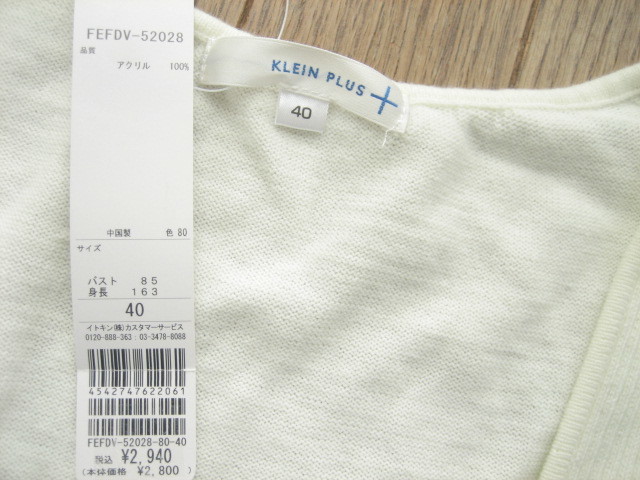 FEFDV-52028
品質
アクリル 100%
中国製 色 80
サイズ
バスト 85
身長 163
40
イトキン(株)カスタマーサービス
0120-888-363 : 03-3478-8088
4542747622061
FEFDV-52028-80-40
税込 ¥2,940
(本体価格 ¥2,800)
KLEIN PLUS
40